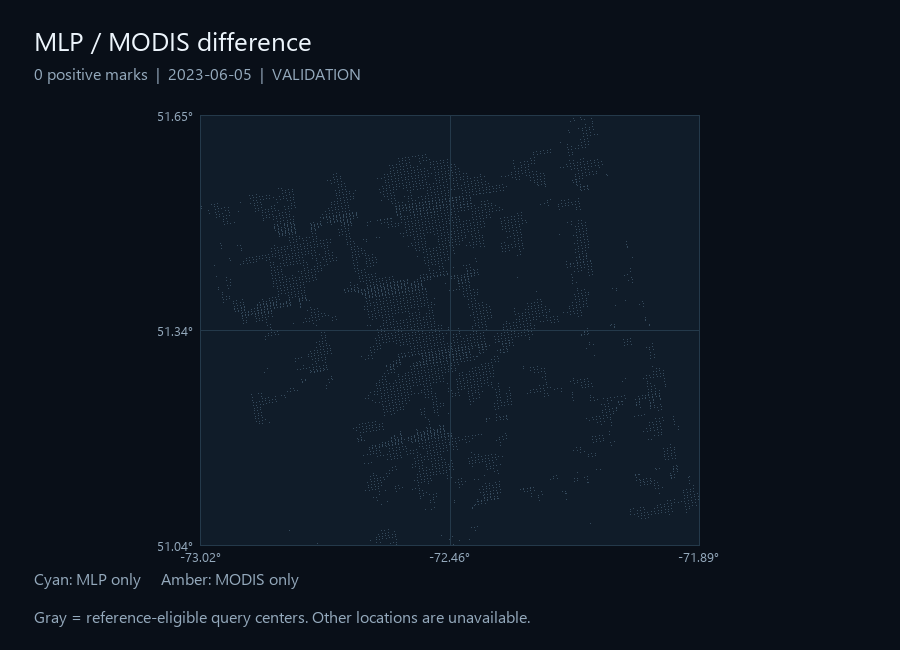 MLP / MODIS difference
0 positive marks | 2023-06-05 | VALIDATION
51.65°
51.34°
51.04°
-73.02° -72.46° -71.89°
Cyan: MLP only Amber: MODIS only
Gray = reference-eligible query centers. Other locations are unavailable.